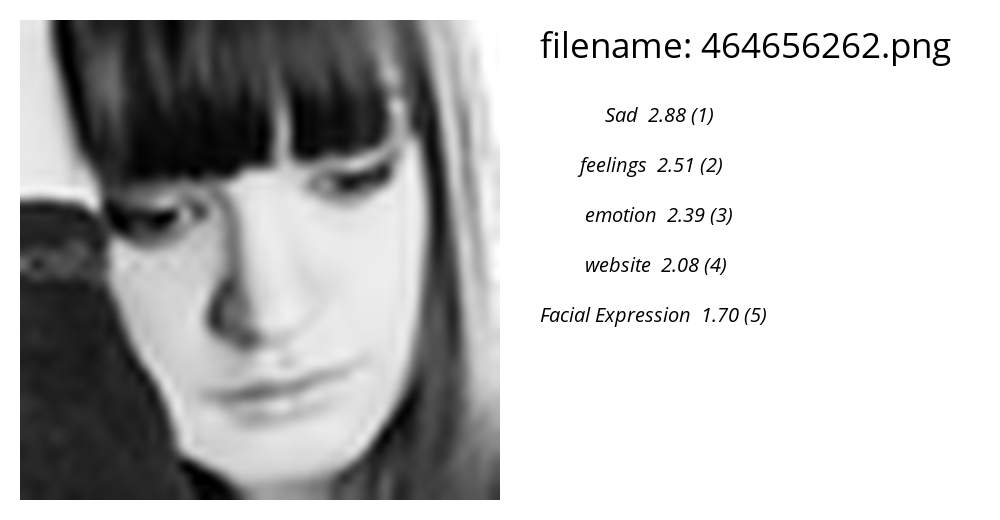 filename: 464656262.png
Sad 2.88 (1)
feelings 2.51 (2)
emotion 2.39 (3)
website 2.08 (4)
Facial Expression 1.70 (5)